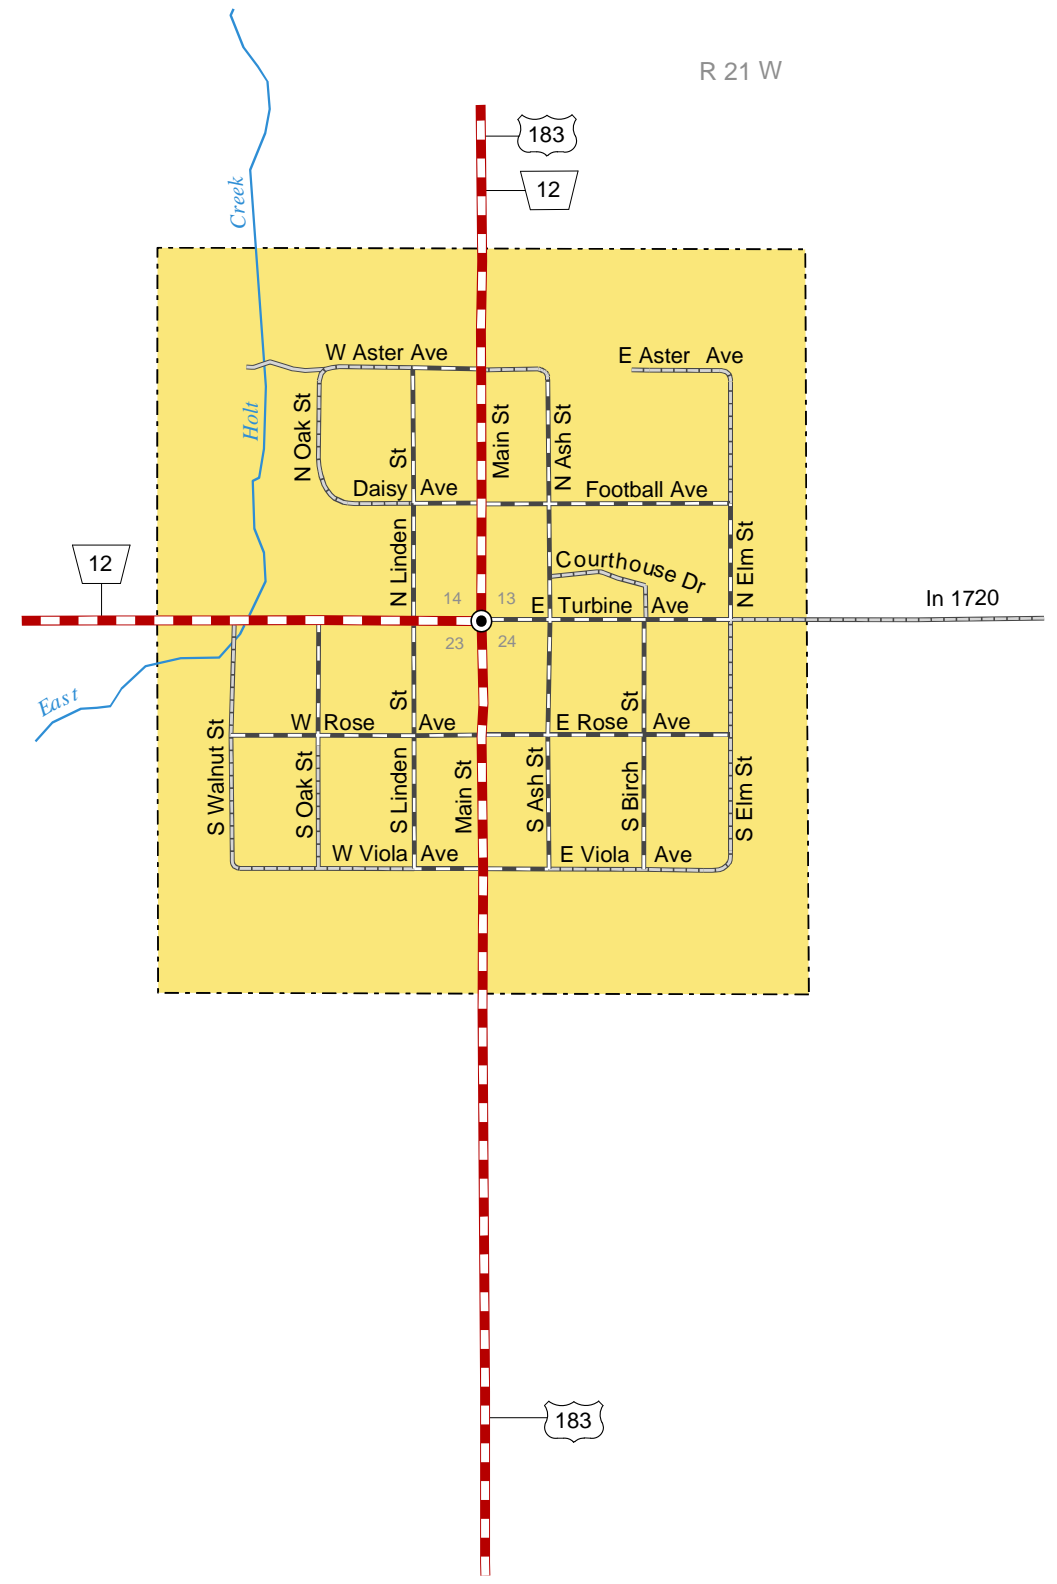 R 21 W
183
12
Creek
W Aster Ave
E Aster Ave
N Oak St
Holt
Main St
N Ash St
Daisy Ave
Football Ave
N Linden St
N Elm St
Courthouse Dr
12
14
13
E Turbine Ave
In 1720
23
24
East
W Rose Ave
E Rose Ave
S Walnut St
S Oak St
S Linden St
Main St
S Ash St
S Birch St
S Elm St
W Viola Ave
E Viola Ave
183